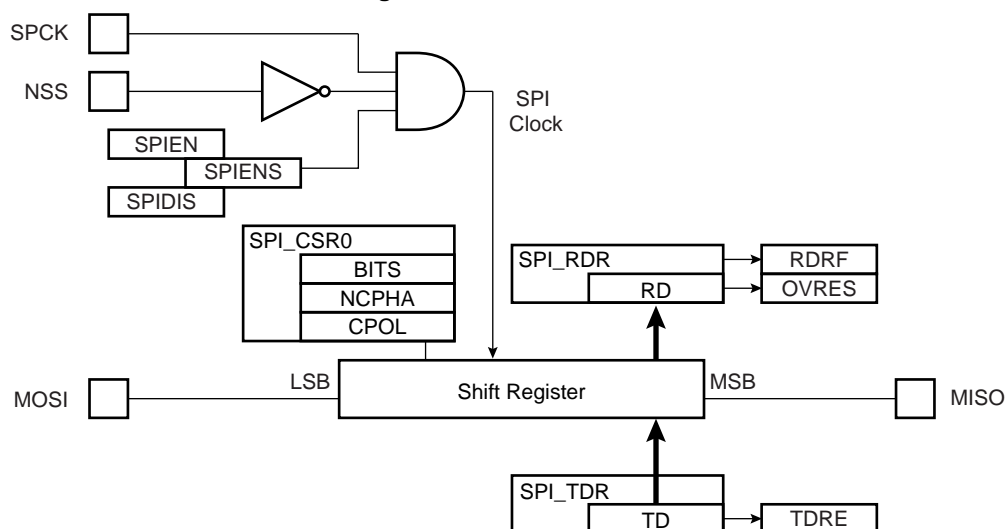 SPCK
NSS
SPI
Clock
SPIEN
SPIENS
SPIDIS
SPI_CSR0
BITS
NCPHA
CPOL
SPI_RDR
RD
RDRF
OVRES
LSB
Shift Register
MSB
MOSI
MISO
SPI_TDR
TD
TDRE